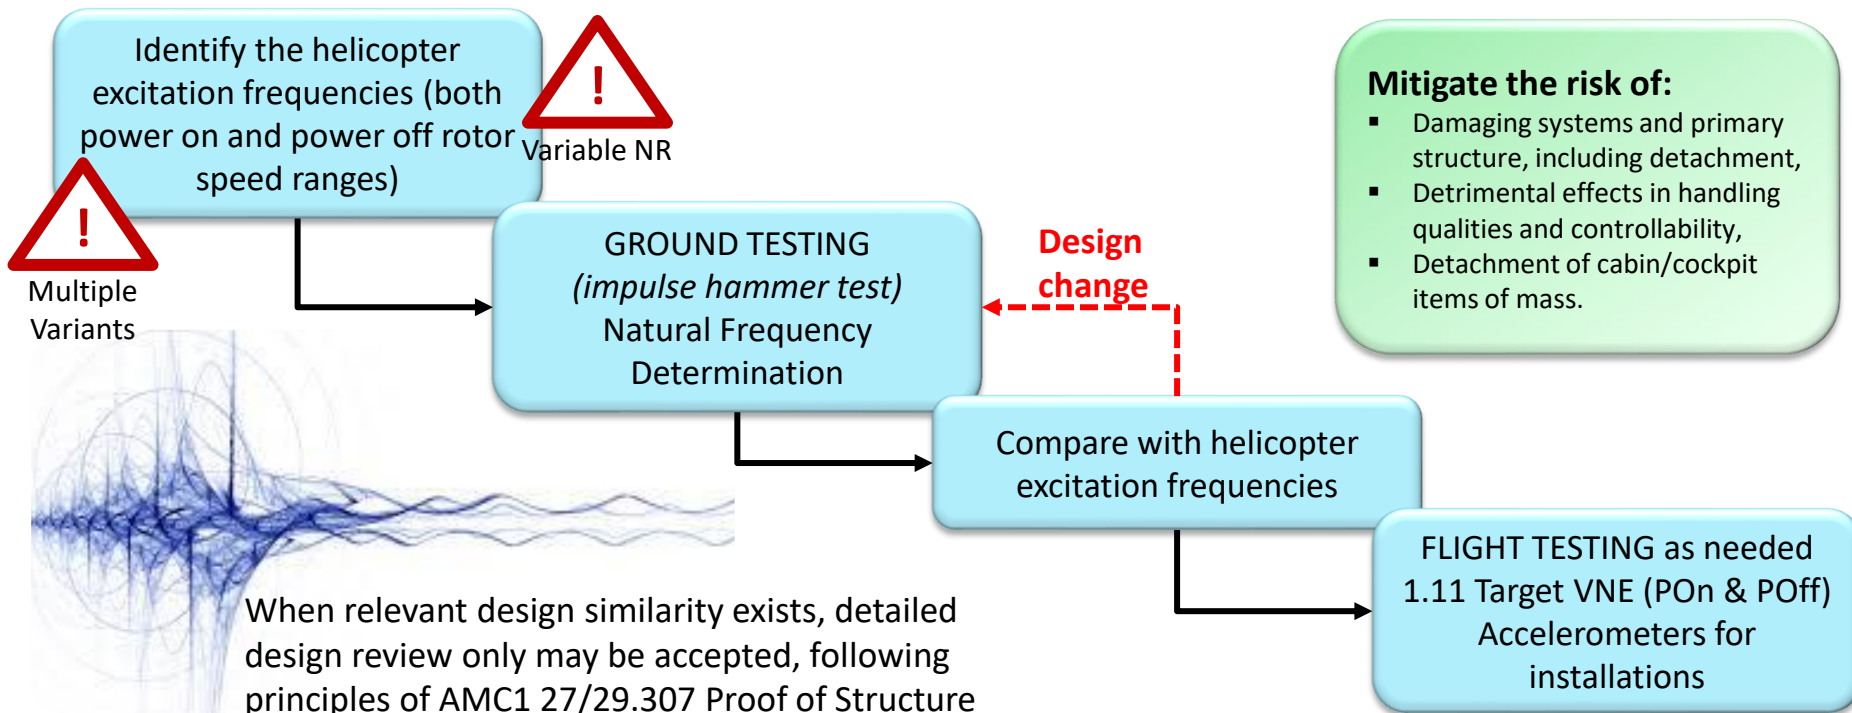 Identify the helicopter
excitation frequencies (both
power on and power off rotor
speed ranges)
!
Variable NR
!
Multiple
Variants
GROUND TESTING
(impulse hammer test)
Natural Frequency
Determination
Design
change
Compare with helicopter
excitation frequencies
FLIGHT TESTING as needed
1.11 Target VNE (POn & POff)
Accelerometers for
installations
Mitigate the risk of:
▪ Damaging systems and primary
structure, including detachment,
▪ Detrimental effects in handling
qualities and controllability,
▪ Detachment of cabin/cockpit
items of mass.
When relevant design similarity exists, detailed
design review only may be accepted, following
principles of AMC1 27/29.307 Proof of Structure